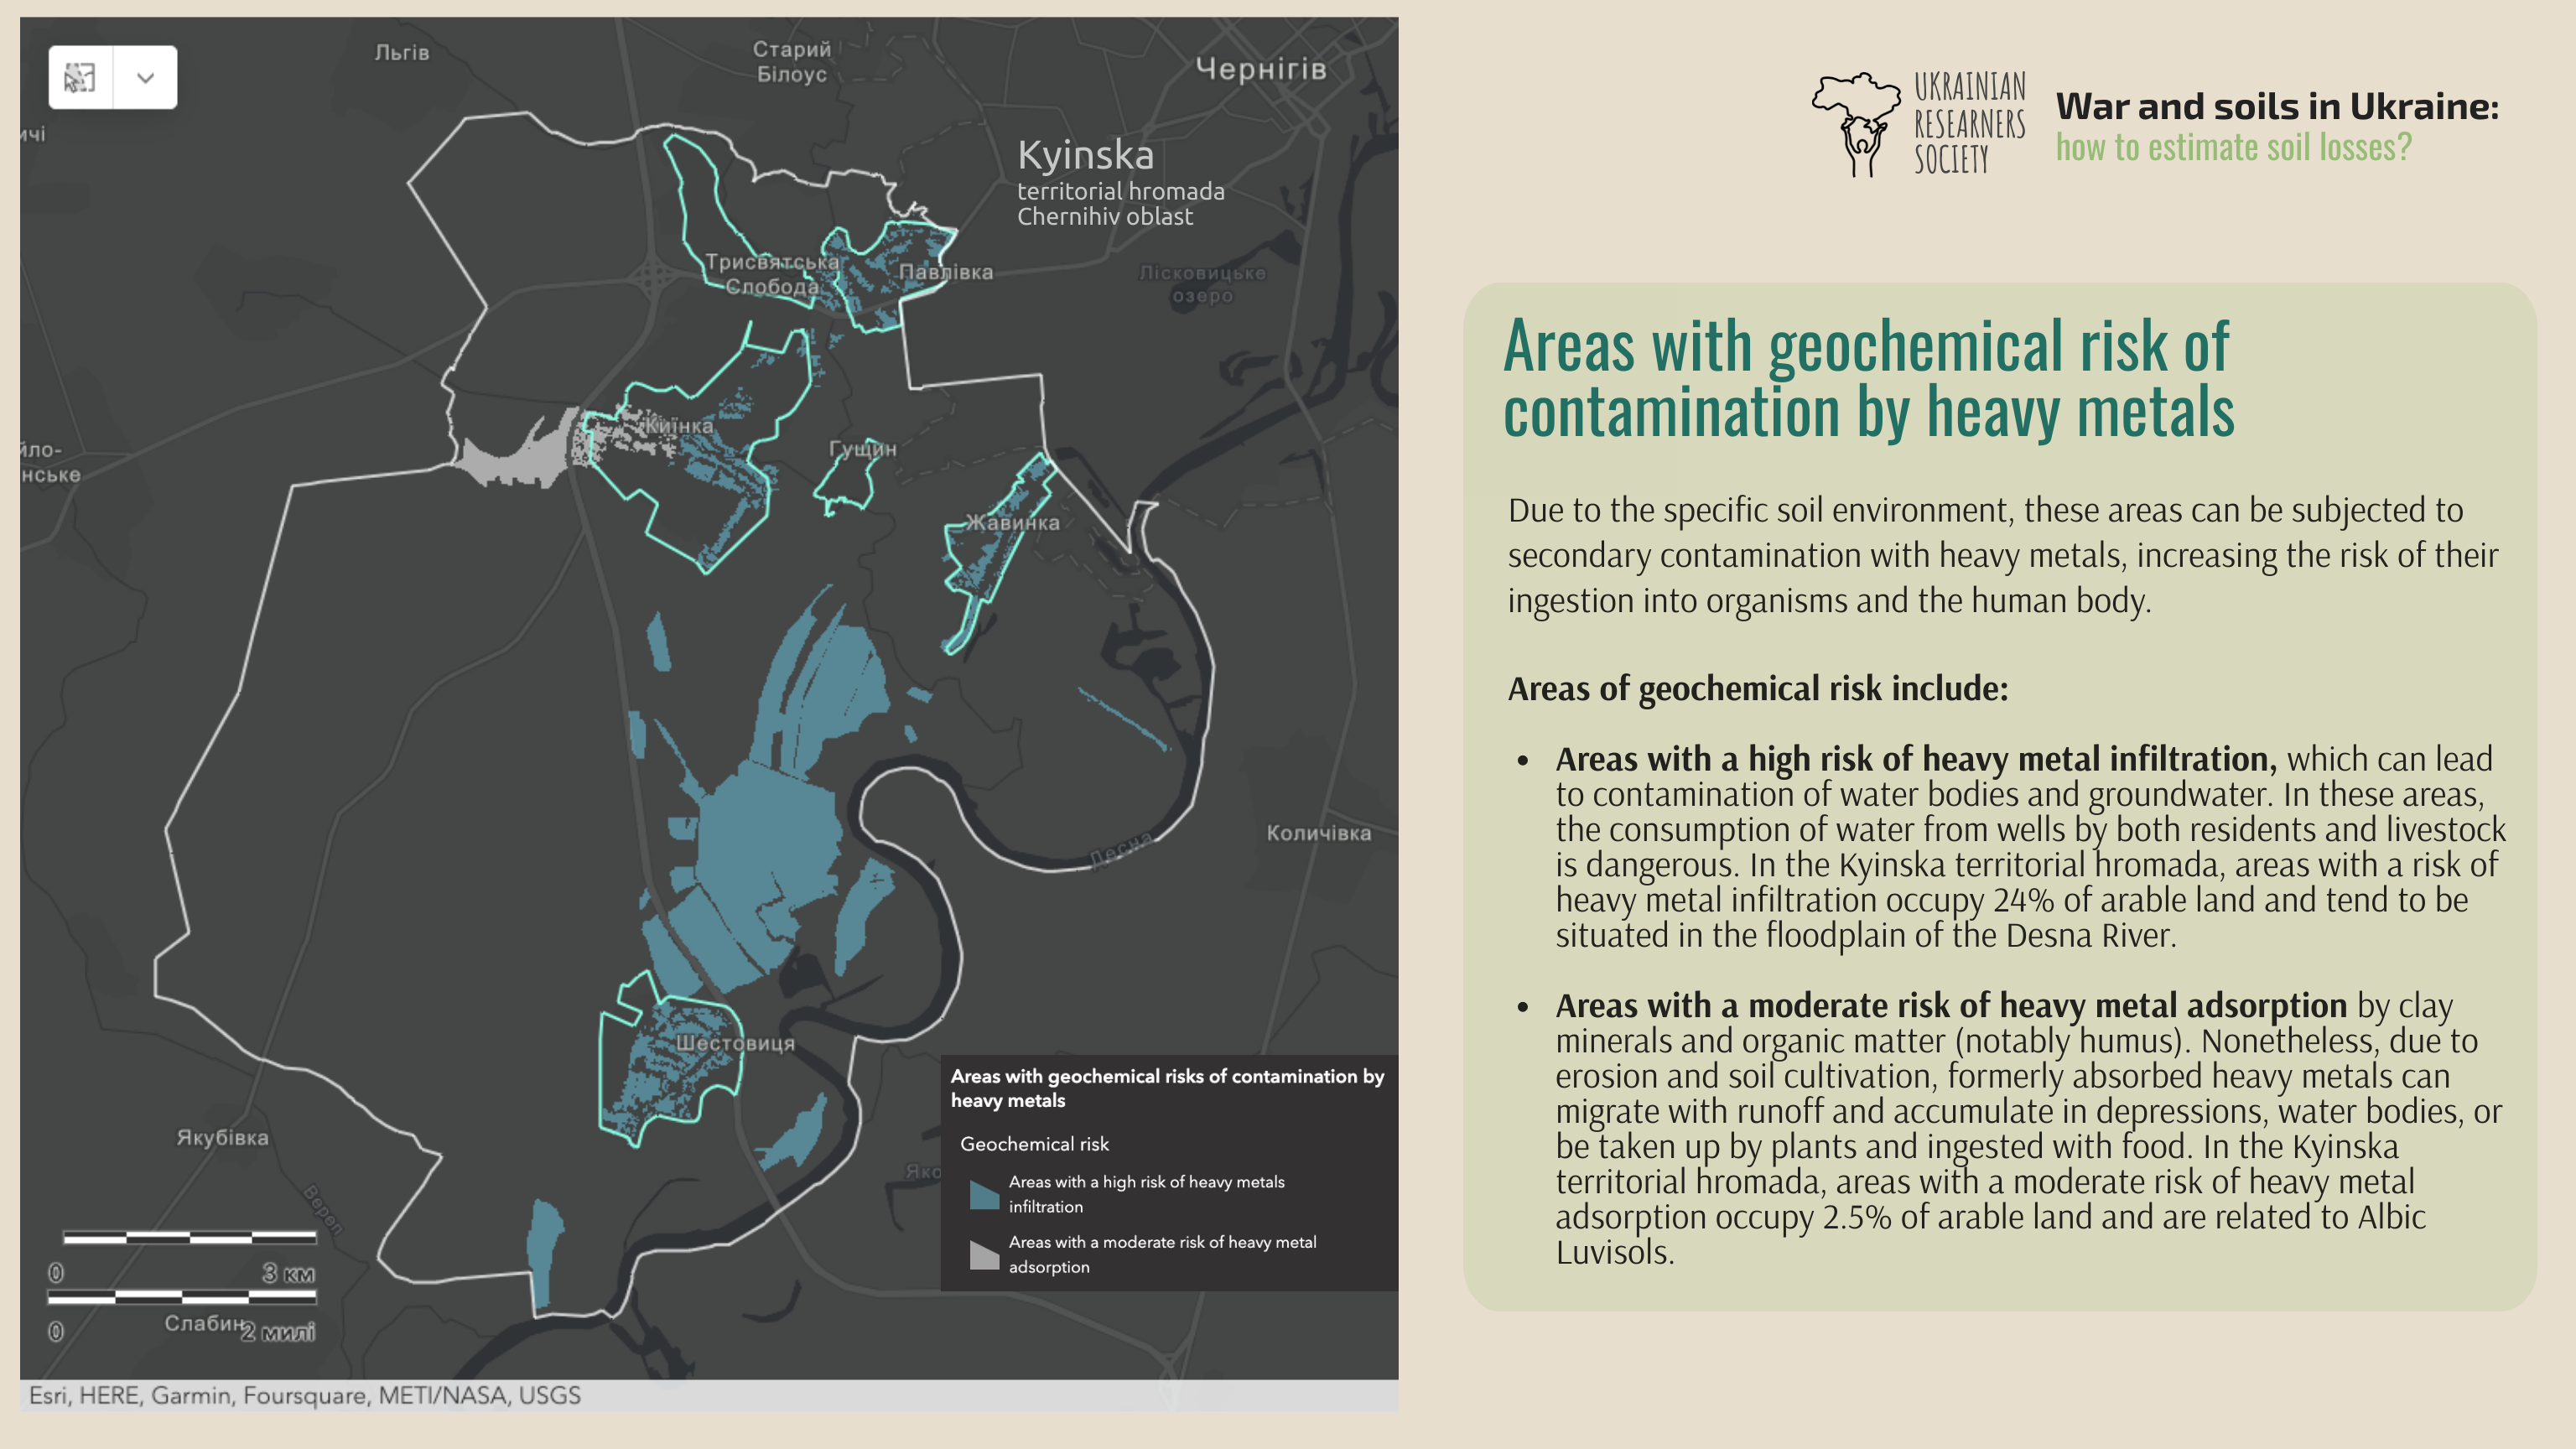 Льгів
Старий
Білоус
Чернігів
ичі
Kyinska
territorial hromada
Chernihiv oblast
Трисвятська
Слобода
Павлівка
Лісковицьке
озеро
Київка
Гущин
йло-
нське
Жавинка
Десна
Количівка
Шестовиця
Якубівка
Яко
Вереп
0
3 км
Слабин
0
2 милі
Areas with geochemical risks of contamination by
heavy metals
Geochemical risk
Areas with a high risk of heavy metals
infiltration
Areas with a moderate risk of heavy metal
adsorption
Esri, HERE, Garmin, Foursquare, METI/NASA, USGS
UKRAINIAN
RESEARNERS
SOCIETY
War and soils in Ukraine:
how to estimate soil losses?
Areas with geochemical risk of
contamination by heavy metals
Due to the specific soil environment, these areas can be subjected to
secondary contamination with heavy metals, increasing the risk of their
ingestion into organisms and the human body.
Areas of geochemical risk include:
• Areas with a high risk of heavy metal infiltration, which can lead
to contamination of water bodies and groundwater. In these areas,
the consumption of water from wells by both residents and livestock
is dangerous. In the Kyinska territorial hromada, areas with a risk of
heavy metal infiltration occupy 24% of arable land and tend to be
situated in the floodplain of the Desna River.
• Areas with a moderate risk of heavy metal adsorption by clay
minerals and organic matter (notably humus). Nonetheless, due to
erosion and soil cultivation, formerly absorbed heavy metals can
migrate with runoff and accumulate in depressions, water bodies, or
be taken up by plants and ingested with food. In the Kyinska
territorial hromada, areas with a moderate risk of heavy metal
adsorption occupy 2.5% of arable land and are related to Albic
Luvisols.